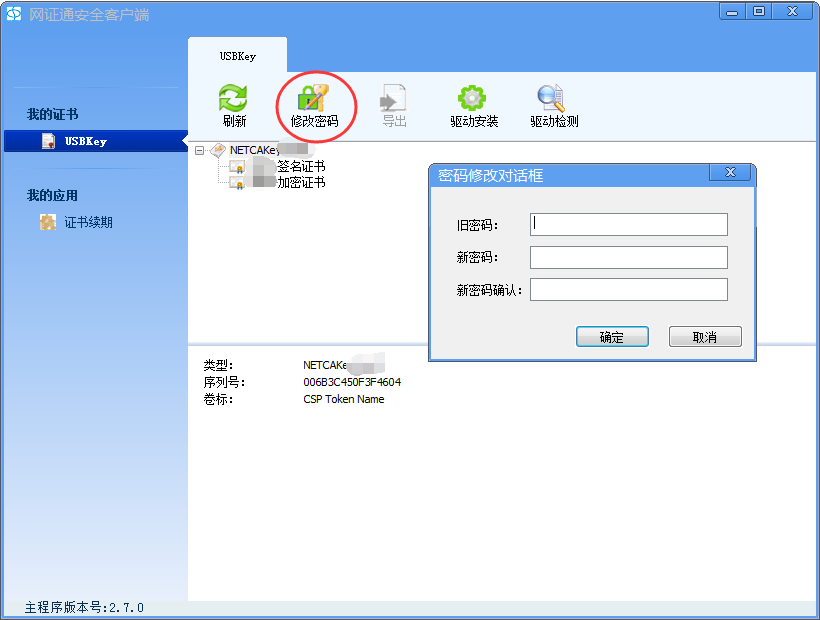 网证通安全客户端
USBKey
刷新
修改密码
导出
驱动安装
驱动检测
我的证书
USBKey
我的应用
证书续期
NETCAKey
签名证书
加密证书
密码修改对话框
旧密码：
新密码：
新密码确认：
确定
取消
类型： NETCAKe
序列号： 006B3C450F3F4604
卷标： CSP Token Name
主程序版本号:2.7.0